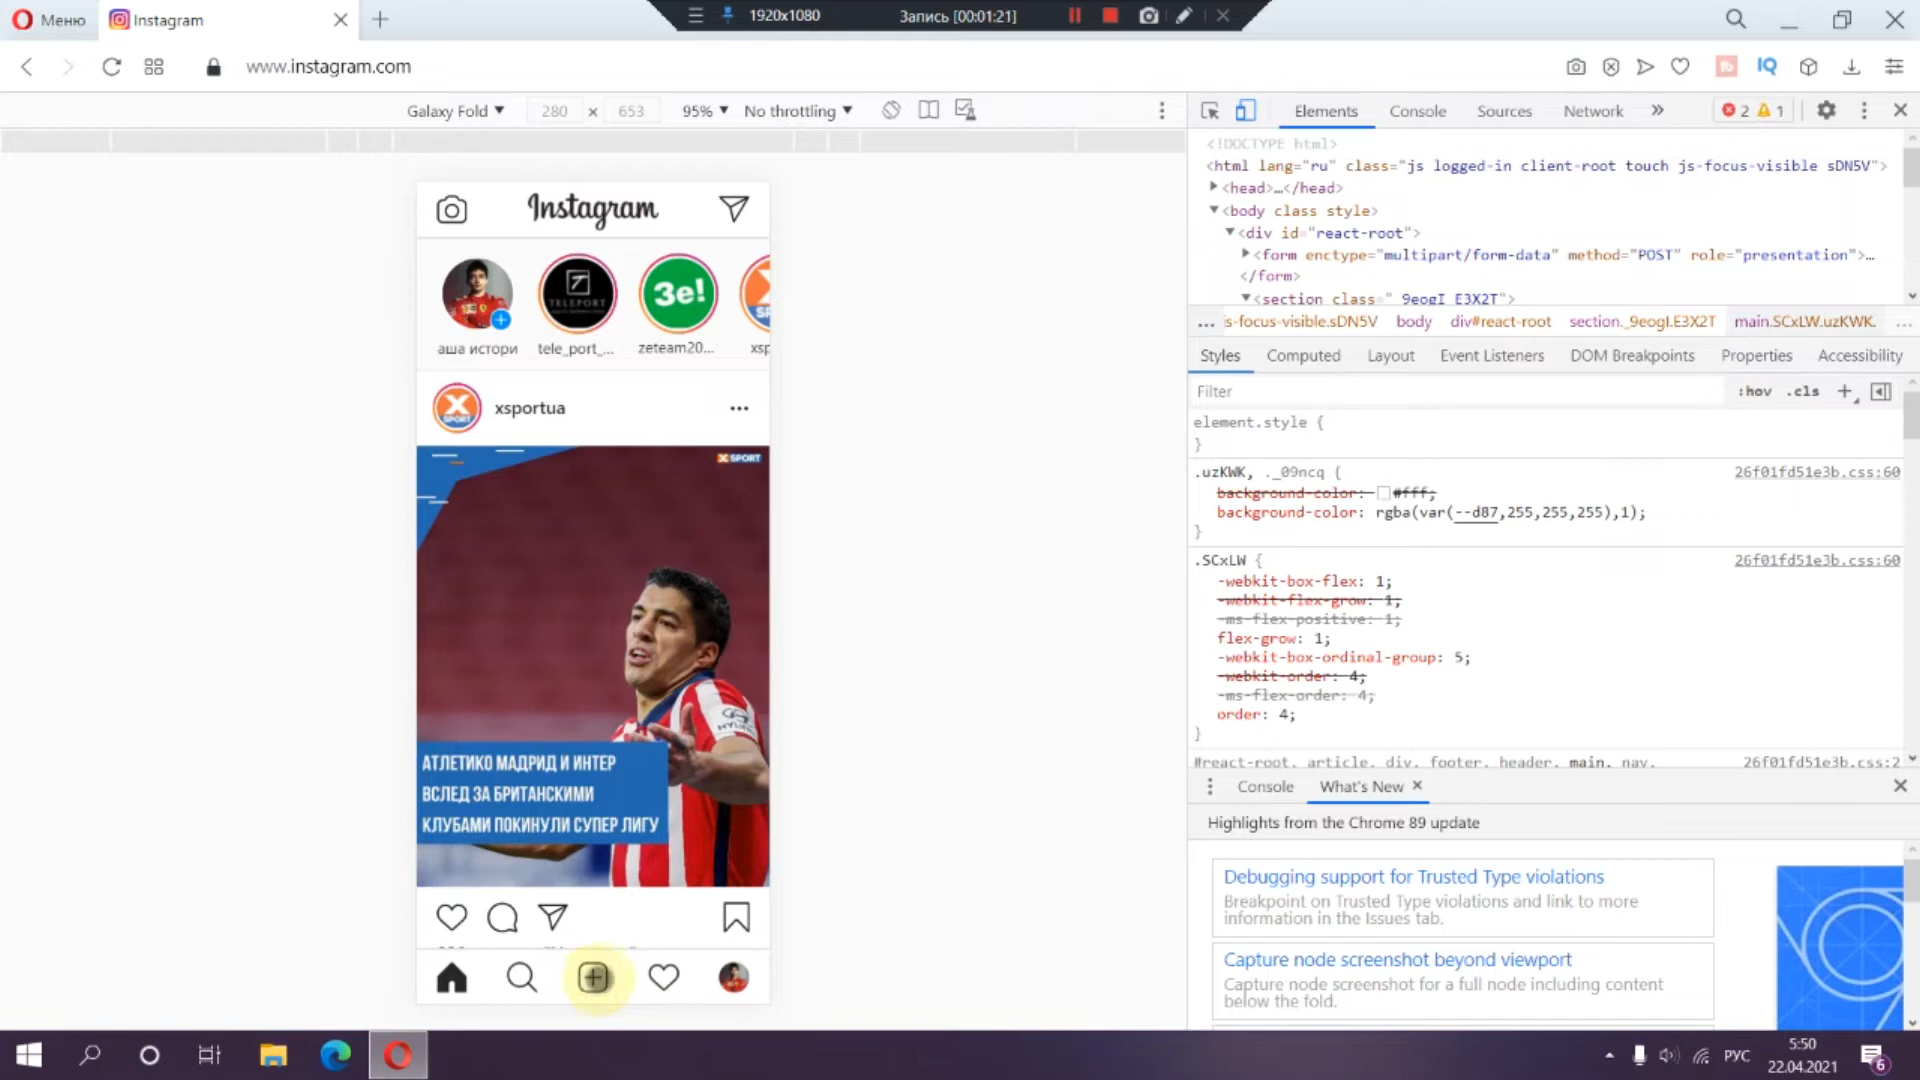 Меню
Instagram
1920x1080
Запись [00:01:21]
www.instagram.com
IQ
Galaxy Fold
280 x 653
95%
No throttling
Elements
Console
Sources
Network
2
1
Instagram
TELEPORT
Зе!
аша истори
tele_port_...
zeteam20...
xsp
X
SPORT
xsportua
X SPORT
HYUNDAI
АТЛЕТИКО МАДРИД И ИНТЕР
ВСЛЕД ЗА БРИТАНСКИМИ
КЛУБАМИ ПОКИНУЛИ СУПЕР ЛИГУ
<!DOCTYPE html>
<html lang="ru" class="js logged-in client-root touch js-focus-visible sDN5V">
<head>…</head>
<body class style>
<div id="react-root">
<form enctype="multipart/form-data" method="POST" role="presentation">…
</form>
<section class="_9eogI E3X2T">
... s-focus-visible.sDN5V body div#react-root section._9eogI.E3X2T main.SCxLW.uzKWK. ...
Styles Computed Layout Event Listeners DOM Breakpoints Properties Accessibility
Filter
:hov .cls +
element.style {
}
.uzKWK, ._09ncq {
26f01fd51e3b.css:60
background-color: #fff;
background-color: rgba(var(--d87,255,255,255),1);
}
.SCxLW {
26f01fd51e3b.css:60
-webkit-box-flex: 1;
-webkit-flex-grow: 1;
-ms-flex-positive: 1;
flex-grow: 1;
-webkit-box-ordinal-group: 5;
-webkit-order: 4;
-ms-flex-order: 4;
order: 4;
}
#react-root, article, div, footer, header, main, nav,
26f01fd51e3b.css:2
Console
What's New
Highlights from the Chrome 89 update
Debugging support for Trusted Type violations
Breakpoint on Trusted Type violations and link to more
information in the Issues tab.
Capture node screenshot beyond viewport
Capture node screenshot for a full node including content
below the fold.
РУС
5:50
22.04.2021
6